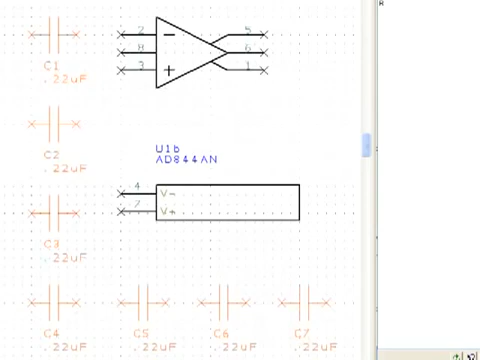 2
8
3
5
6
1
C1
.22uF
C2
.22uF
U1b
AD844AN
4 V-
7 V+
C3
.22uF
C4
.22uF
C5
.22uF
C6
.22uF
C7
.22uF
R